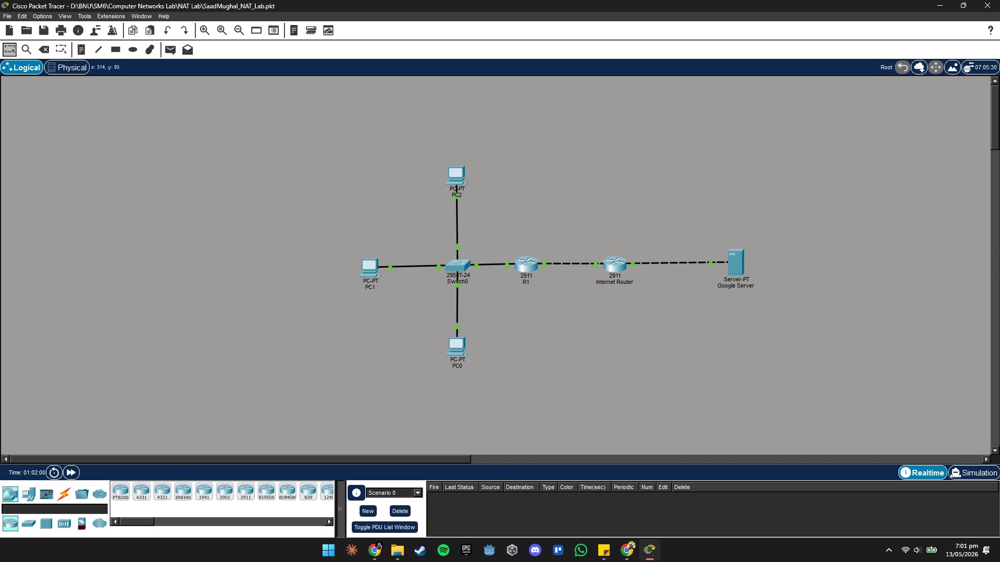 Cisco Packet Tracer - D:\BNU\SM6\Computer Networks Lab\NAT Lab\SaadMughal_NAT_Lab.pkt
File Edit Options View Tools Extensions Window Help
?
Logical Physical x: 314, y: 93 Root 07:05:30
PC-PT
PC2
PC-PT
PC1
2950T-24
Switch0
2911
R1
2911
Internet Router
Server-PT
Google Server
PC-PT
PC0
Time: 01:02:00 Realtime Simulation
PT8200 4331 4321 IR8340 1941 2901 2911 819IOX 819HGW 829 1240
Scenario 0
New Delete
Toggle PDU List Window
Fire Last Status Source Destination Type Color Time(sec) Periodic Num Edit Delete
EPIC
GAMES
7:01 pm
13/05/2026